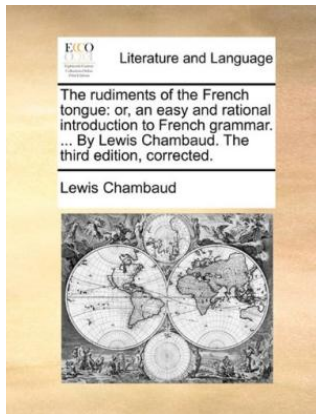 ECCO
Literature and Language
The rudiments of the French
tongue: or, an easy and rational
introduction to French grammar.
... By Lewis Chambaud. The
third edition, corrected.
Lewis Chambaud